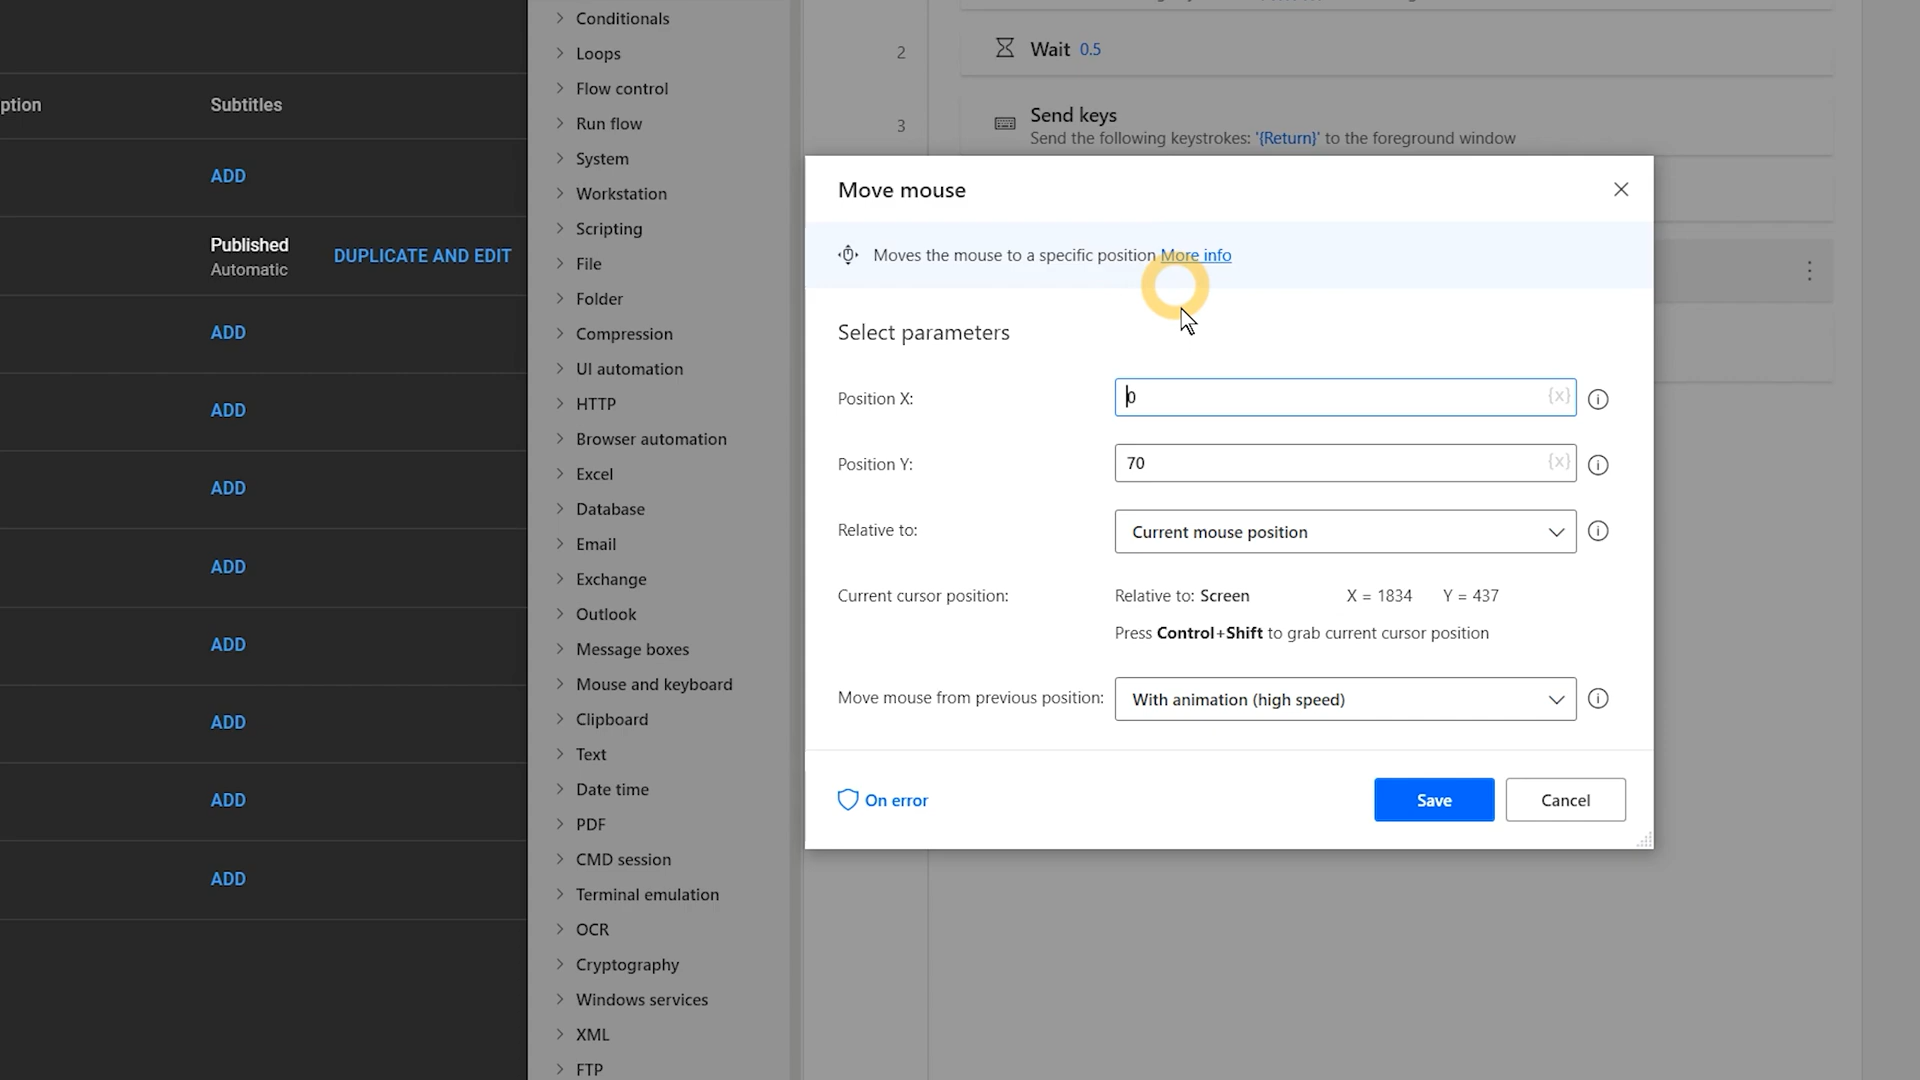 ption
Subtitles
ADD
Published
Automatic
DUPLICATE AND EDIT
ADD
ADD
ADD
ADD
ADD
ADD
ADD
ADD
Conditionals
Loops
Flow control
Run flow
System
Workstation
Scripting
File
Folder
Compression
UI automation
HTTP
Browser automation
Excel
Database
Email
Exchange
Outlook
Message boxes
Mouse and keyboard
Clipboard
Text
Date time
PDF
CMD session
Terminal emulation
OCR
Cryptography
Windows services
XML
FTP
2
Wait 0.5
3
Send keys
Send the following keystrokes: '{Return}' to the foreground window
Move mouse
Moves the mouse to a specific position More info
Select parameters
Position X:
0
{x}
Position Y:
70
{x}
Relative to:
Current mouse position
Current cursor position:
Relative to: Screen X = 1834 Y = 437
Press Control+Shift to grab current cursor position
Move mouse from previous position:
With animation (high speed)
On error
Save
Cancel